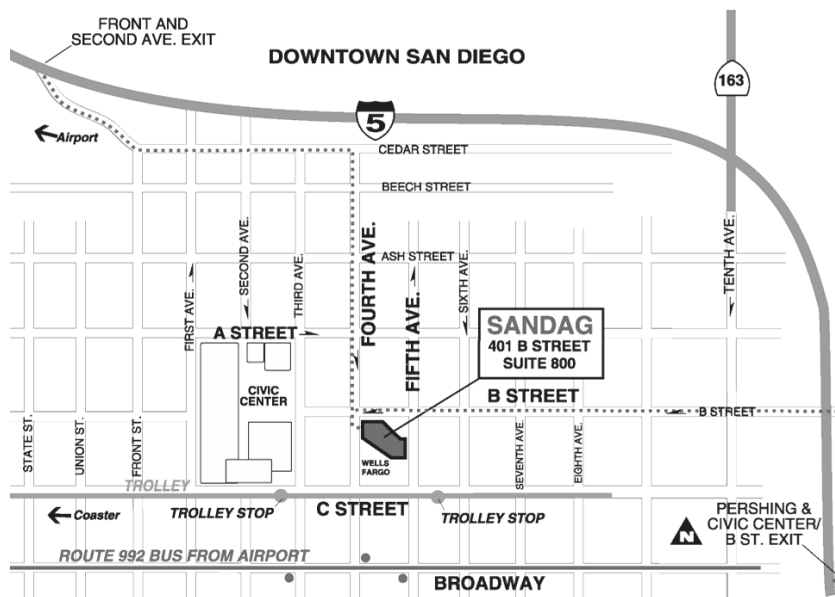 FRONT AND
SECOND AVE. EXIT
DOWNTOWN SAN DIEGO
163
5
Airport
CEDAR STREET
BEECH STREET
ASH STREET
FIRST AVE.
SECOND AVE.
THIRD AVE.
FOURTH AVE.
FIFTH AVE.
SIXTH AVE.
TENTH AVE.
A STREET
SANDAG
401 B STREET
SUITE 800
CIVIC
CENTER
B STREET
B STREET
STATE ST.
UNION ST.
FRONT ST.
SEVENTH AVE.
EIGHTH AVE.
WELLS
FARGO
TROLLEY
Coaster
TROLLEY STOP
C STREET
TROLLEY STOP
PERSHING &
CIVIC CENTER/
B ST. EXIT
N
ROUTE 992 BUS FROM AIRPORT
BROADWAY